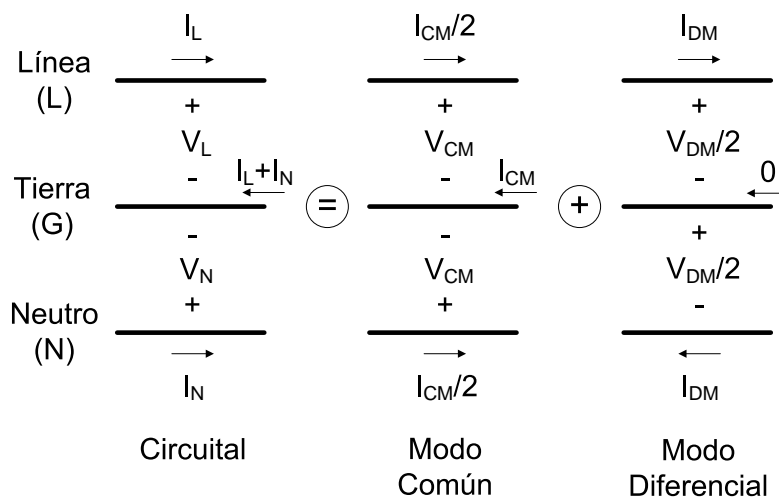 I_L I_CM/2 I_DM
Línea
(L)
+ + +
V_L V_CM V_DM/2
I_L+I_N I_CM 0
- - -
Tierra
(G)
= +
- - +
V_N V_CM V_DM/2
+ + -
Neutro
(N)
I_N I_CM/2 I_DM
Circuital Modo Modo
Común Diferencial